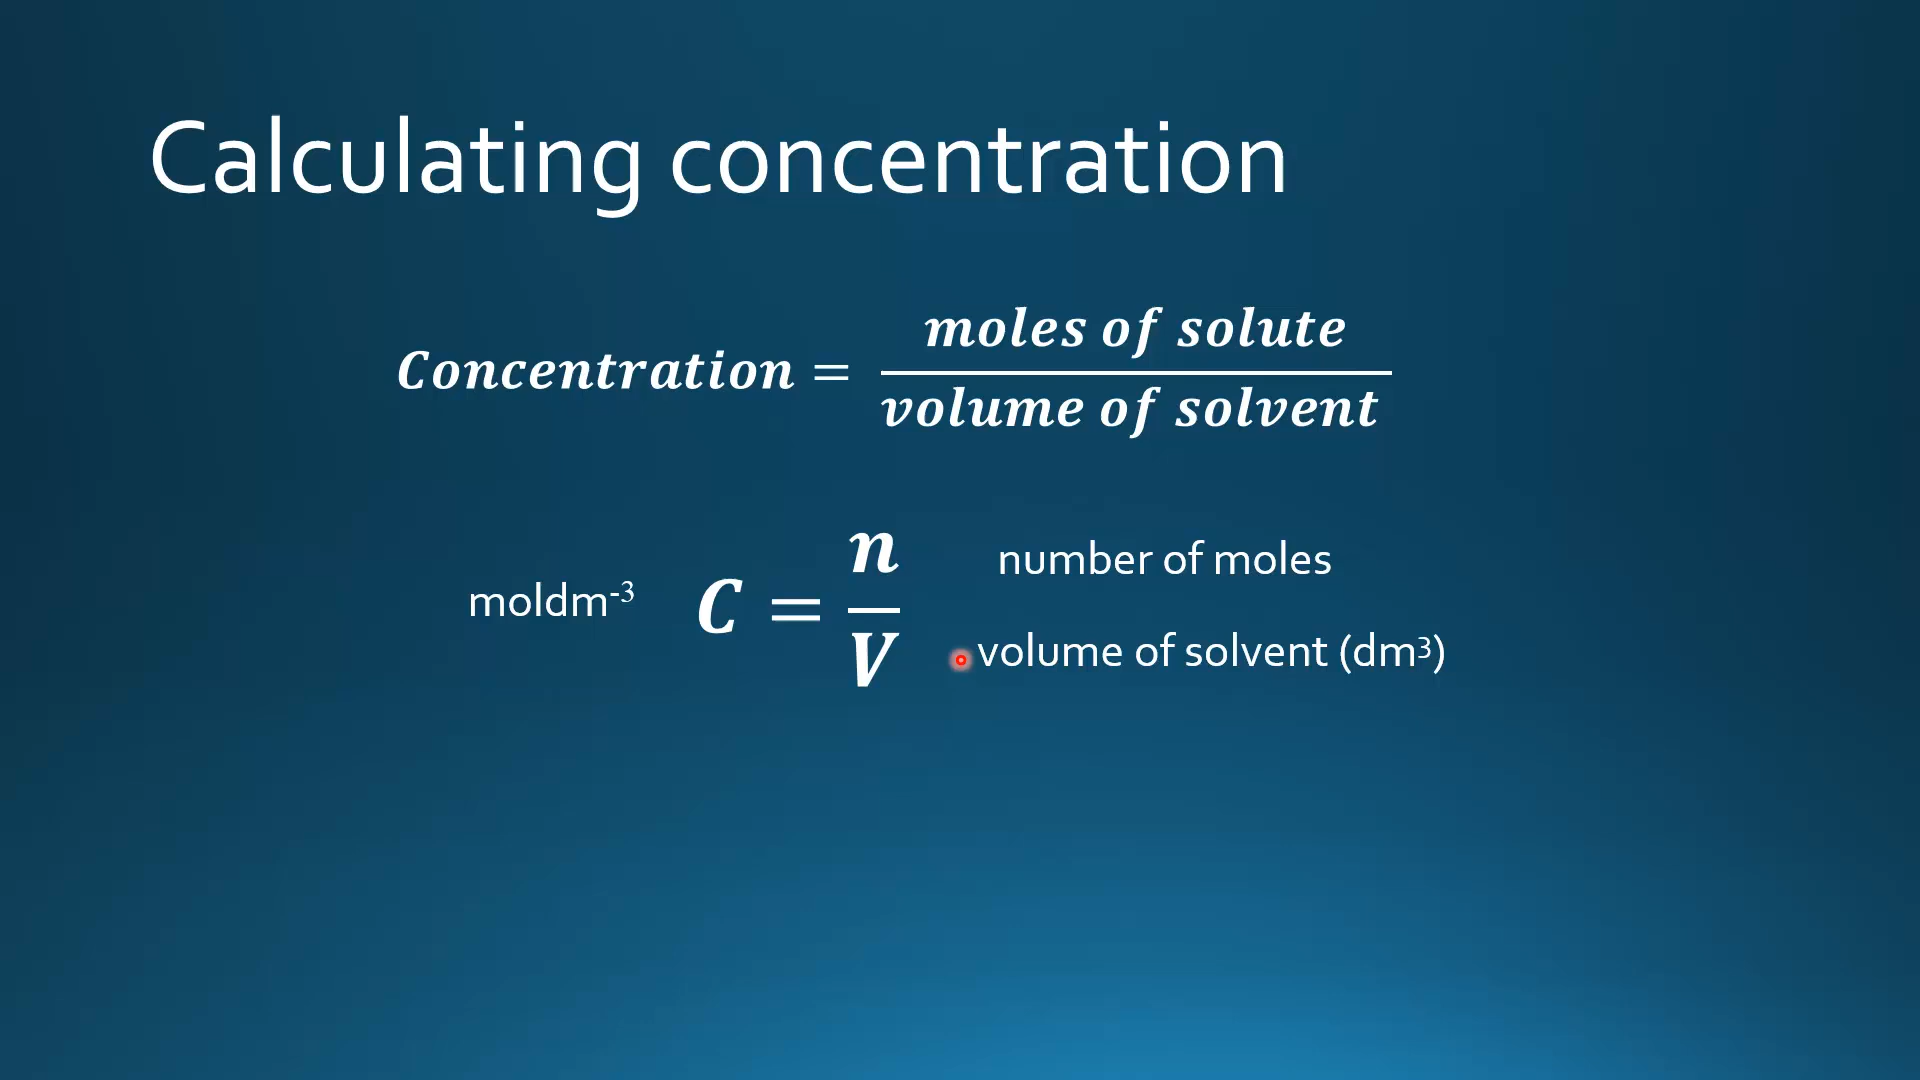 Calculating concentration
Concentration = moles of solute / volume of solvent
moldm⁻³ C = n / V
number of moles
volume of solvent (dm³)